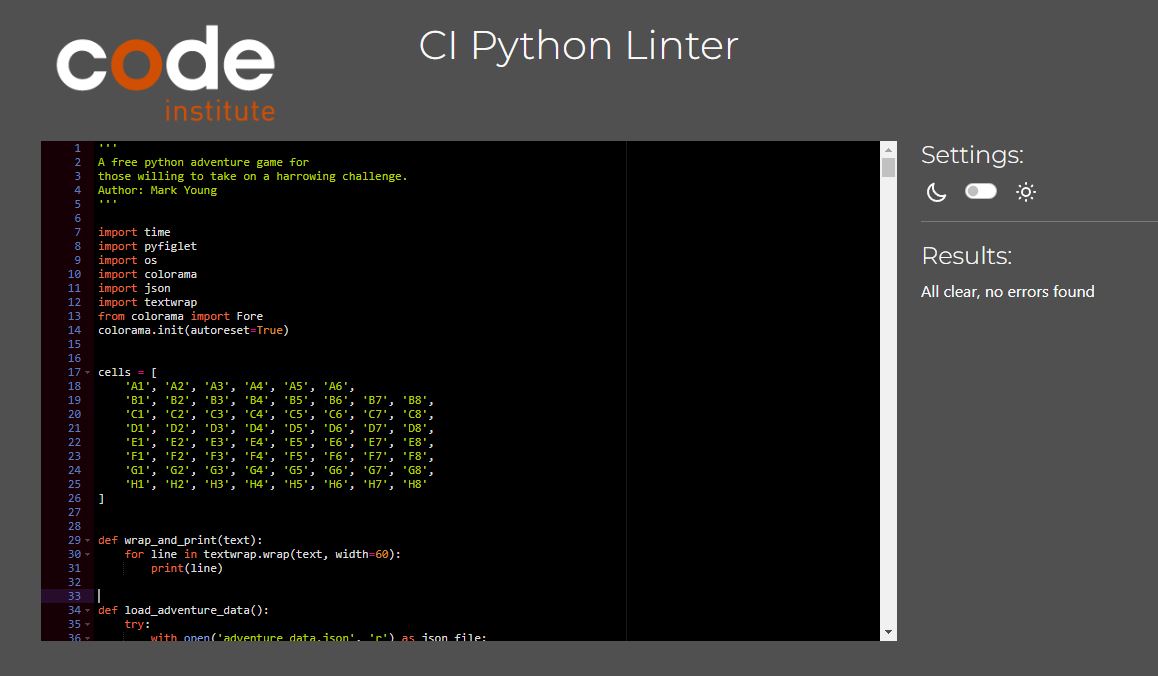 code
institute
CI Python Linter
1 '''
2 A free python adventure game for
3 those willing to take on a harrowing challenge.
4 Author: Mark Young
5 '''
6
7 import time
8 import pyfiglet
9 import os
10 import colorama
11 import json
12 import textwrap
13 from colorama import Fore
14 colorama.init(autoreset=True)
15
16
17 cells = [
18 'A1', 'A2', 'A3', 'A4', 'A5', 'A6',
19 'B1', 'B2', 'B3', 'B4', 'B5', 'B6', 'B7', 'B8',
20 'C1', 'C2', 'C3', 'C4', 'C5', 'C6', 'C7', 'C8',
21 'D1', 'D2', 'D3', 'D4', 'D5', 'D6', 'D7', 'D8',
22 'E1', 'E2', 'E3', 'E4', 'E5', 'E6', 'E7', 'E8',
23 'F1', 'F2', 'F3', 'F4', 'F5', 'F6', 'F7', 'F8',
24 'G1', 'G2', 'G3', 'G4', 'G5', 'G6', 'G7', 'G8',
25 'H1', 'H2', 'H3', 'H4', 'H5', 'H6', 'H7', 'H8'
26 ]
27
28
29 def wrap_and_print(text):
30 for line in textwrap.wrap(text, width=60):
31 print(line)
32
33
34 def load_adventure_data():
35 try:
36 with open('adventure_data.json', 'r') as json_file:
Settings:
Results:
All clear, no errors found